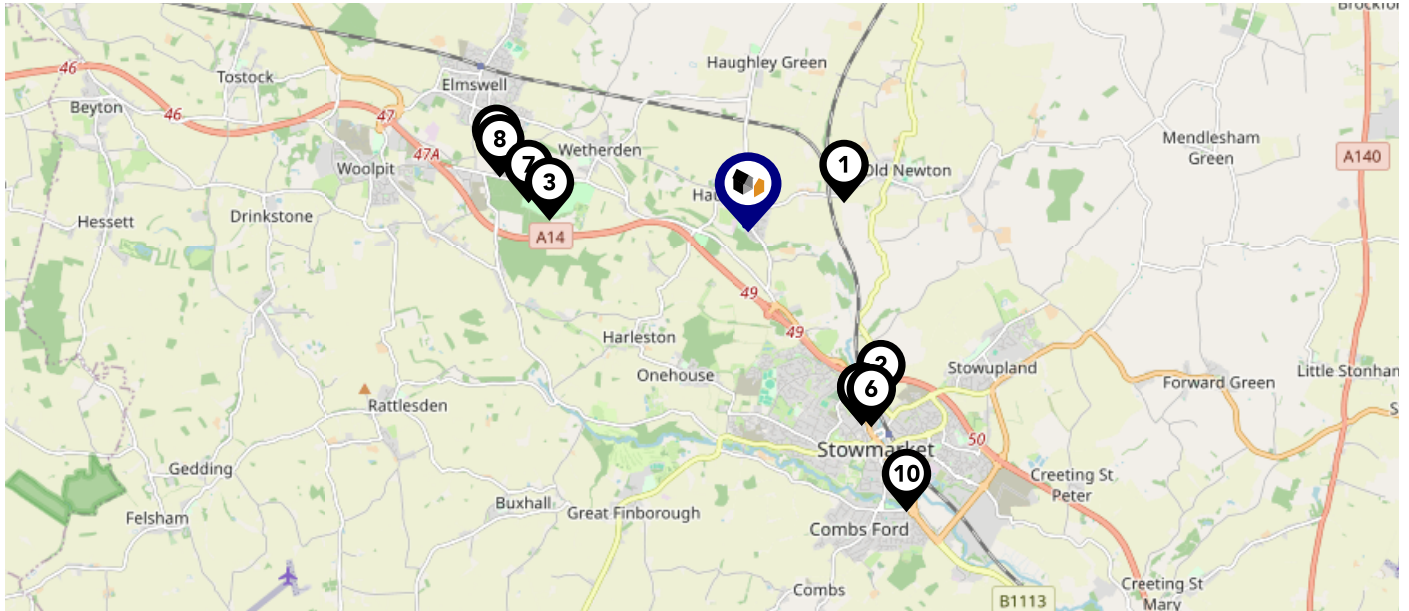 Brockfor
46
Tostock
Elmswell
Haughley Green
Beyton
46
47
47A
8
7
3
Wetherden
1
Old Newton
Mendlesham
Green
A140
Woolpit
Hau
Hessett
Drinkstone
A14
49
49
Harleston
Onehouse
2
6
Stowupland
Forward Green
Little Stonham
Rattlesden
S
50
Stowmarket
Gedding
10
Creeting St
Peter
Buxhall
Great Finborough
Felsham
Combs Ford
Combs
Creeting St
Mary
B1113